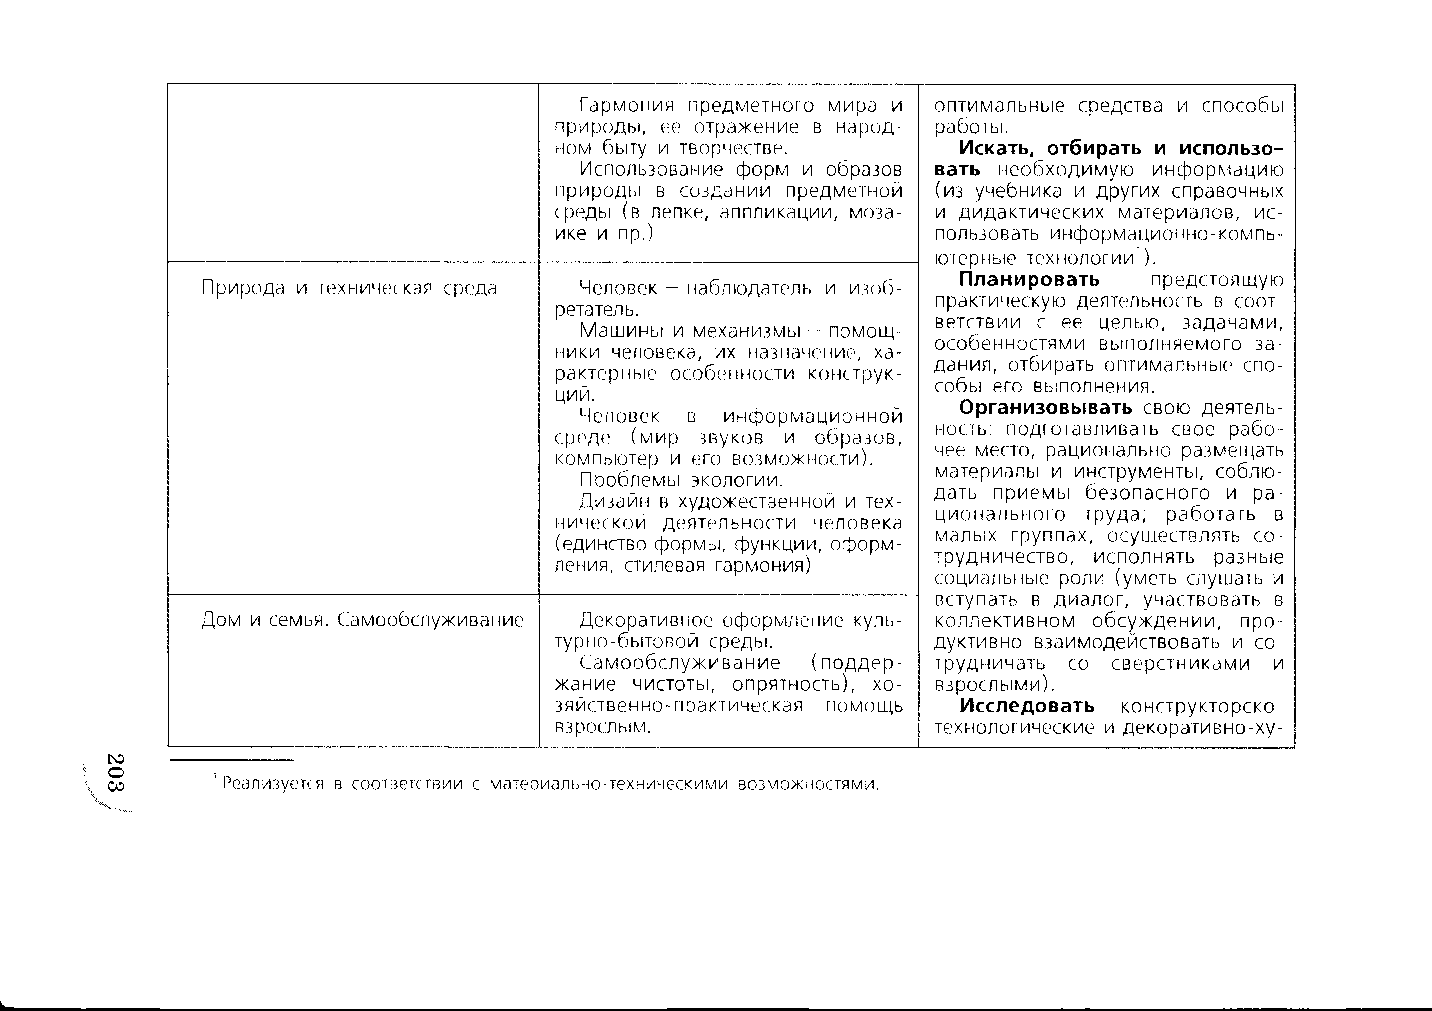 Гармония предметного мира и
природы, ее отражение в народ-
ном быту и творчестве.
Использование форм и образов
природы в создании предметной
среды (в лепке, аппликации, моза-
ике и пр.)
Природа и техническая среда
Человек — наблюдатель и изоб-
ретатель.
Машины и механизмы — помощ-
ники человека, их назначение, ха-
рактерные особенности конструк-
ций.
Человек в информационной
среде (мир звуков и образов,
компьютер и его возможности).
Проблемы экологии.
Дизайн в художественной и тех-
нической деятельности человека
(единство формы, функции, оформ-
ления, стилевая гармония)
Дом и семья. Самообслуживание
Декоративное оформление куль-
турно-бытовой среды.
Самообслуживание (поддер-
жание чистоты, опрятность), хо-
зяйственно-практическая помощь
взрослым.
оптимальные средства и способы
работы.
Искать, отбирать и использо-
вать необходимую информацию
(из учебника и других справочных
и дидактических материалов, ис-
пользовать информационно-компь-
ютерные технологии¹).
Планировать предстоящую
практическую деятельность в соот
ветствии с ее целью, задачами,
особенностями выполняемого за-
дания, отбирать оптимальные спо-
собы его выполнения.
Организовывать свою деятель-
ность: подготавливать свое рабо-
чее место, рационально размещать
материалы и инструменты, соблю-
дать приемы безопасного и ра-
ционального труда; работать в
малых группах, осуществлять со-
трудничество, исполнять разные
социальные роли (уметь слушать и
вступать в диалог, участвовать в
коллективном обсуждении, про-
дуктивно взаимодействовать и со
трудничать со сверстниками и
взрослыми).
Исследовать конструкторско
технологические и декоративно-ху-
¹ Реализуется в соответствии с материально-техническими возможностями.
203